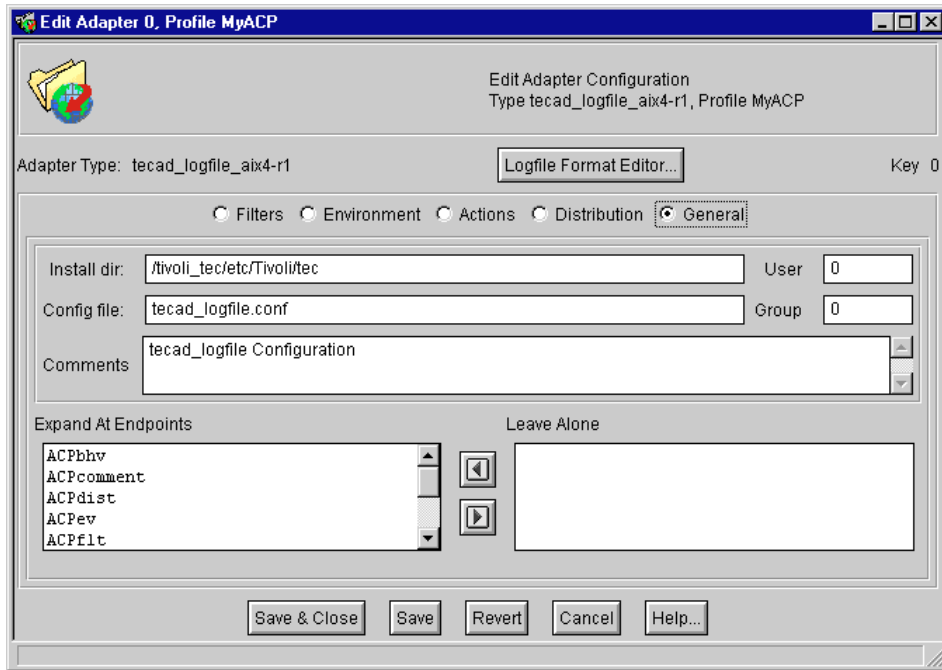 Edit Adapter 0, Profile MyACP
Edit Adapter Configuration
Type tecad_logfile_aix4-r1, Profile MyACP
Adapter Type: tecad_logfile_aix4-r1 Logfile Format Editor... Key 0
Filters Environment Actions Distribution General
Install dir: /tivoli_tec/etc/Tivoli/tec User 0
Config file: tecad_logfile.conf Group 0
Comments tecad_logfile Configuration
Expand At Endpoints Leave Alone
ACPbhv
ACPcomment
ACPdist
ACPev
ACPflt
Save & Close Save Revert Cancel Help...